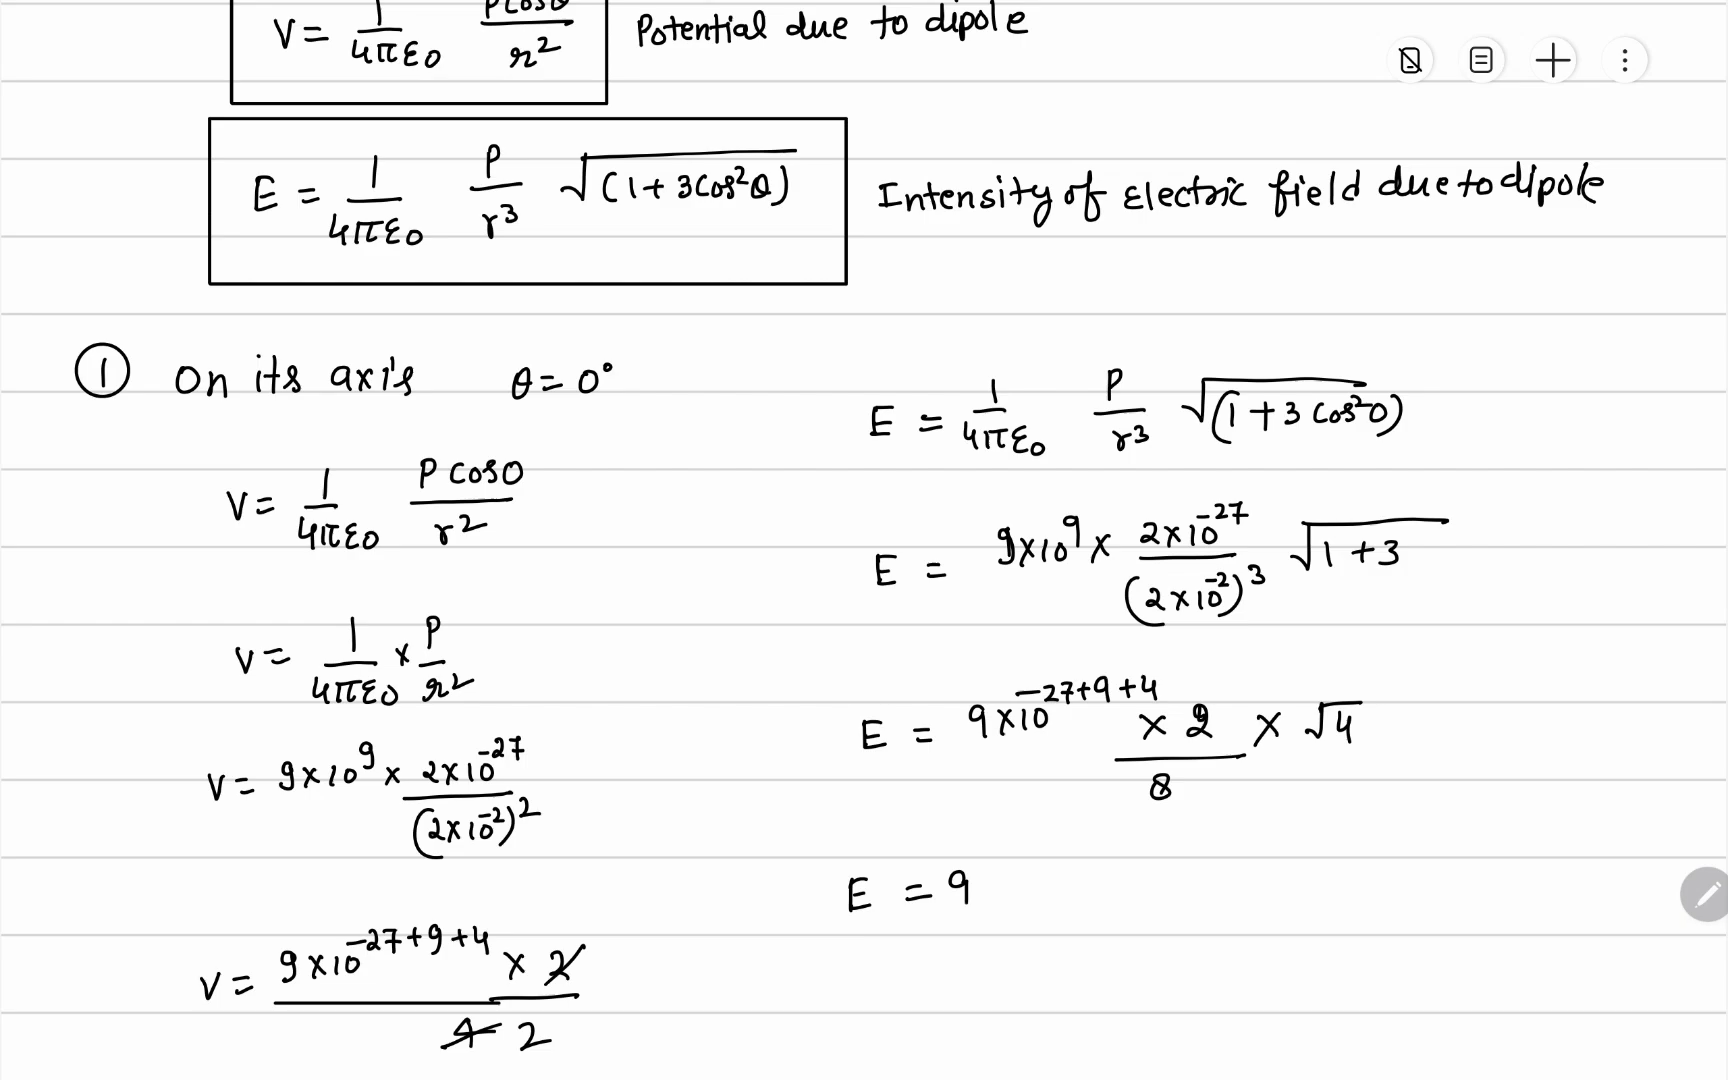 V = 1/4πε0 Pcosθ/r² Potential due to dipole
E = 1/4πε0 P/r³ √(1+3Cos²θ) Intensity of Electric field due to dipole
① On its axis θ = 0°
V = 1/4πε0 P cos0/r²
V = 1/4πε0 × P/r²
V = 9×10⁹ × 2×10⁻²⁷/(2×10⁻²)²
V = 9×10⁻²⁷⁺⁹⁺⁴ × 2/4 2
E = 1/4πε0 P/r³ √(1+3 Cos²0)
E = 9×10⁹ × 2×10⁻²⁷/(2×10⁻²)³ √1+3
E = 9×10⁻²⁷⁺⁹⁺⁴ × 2/8 × √4
E = 9